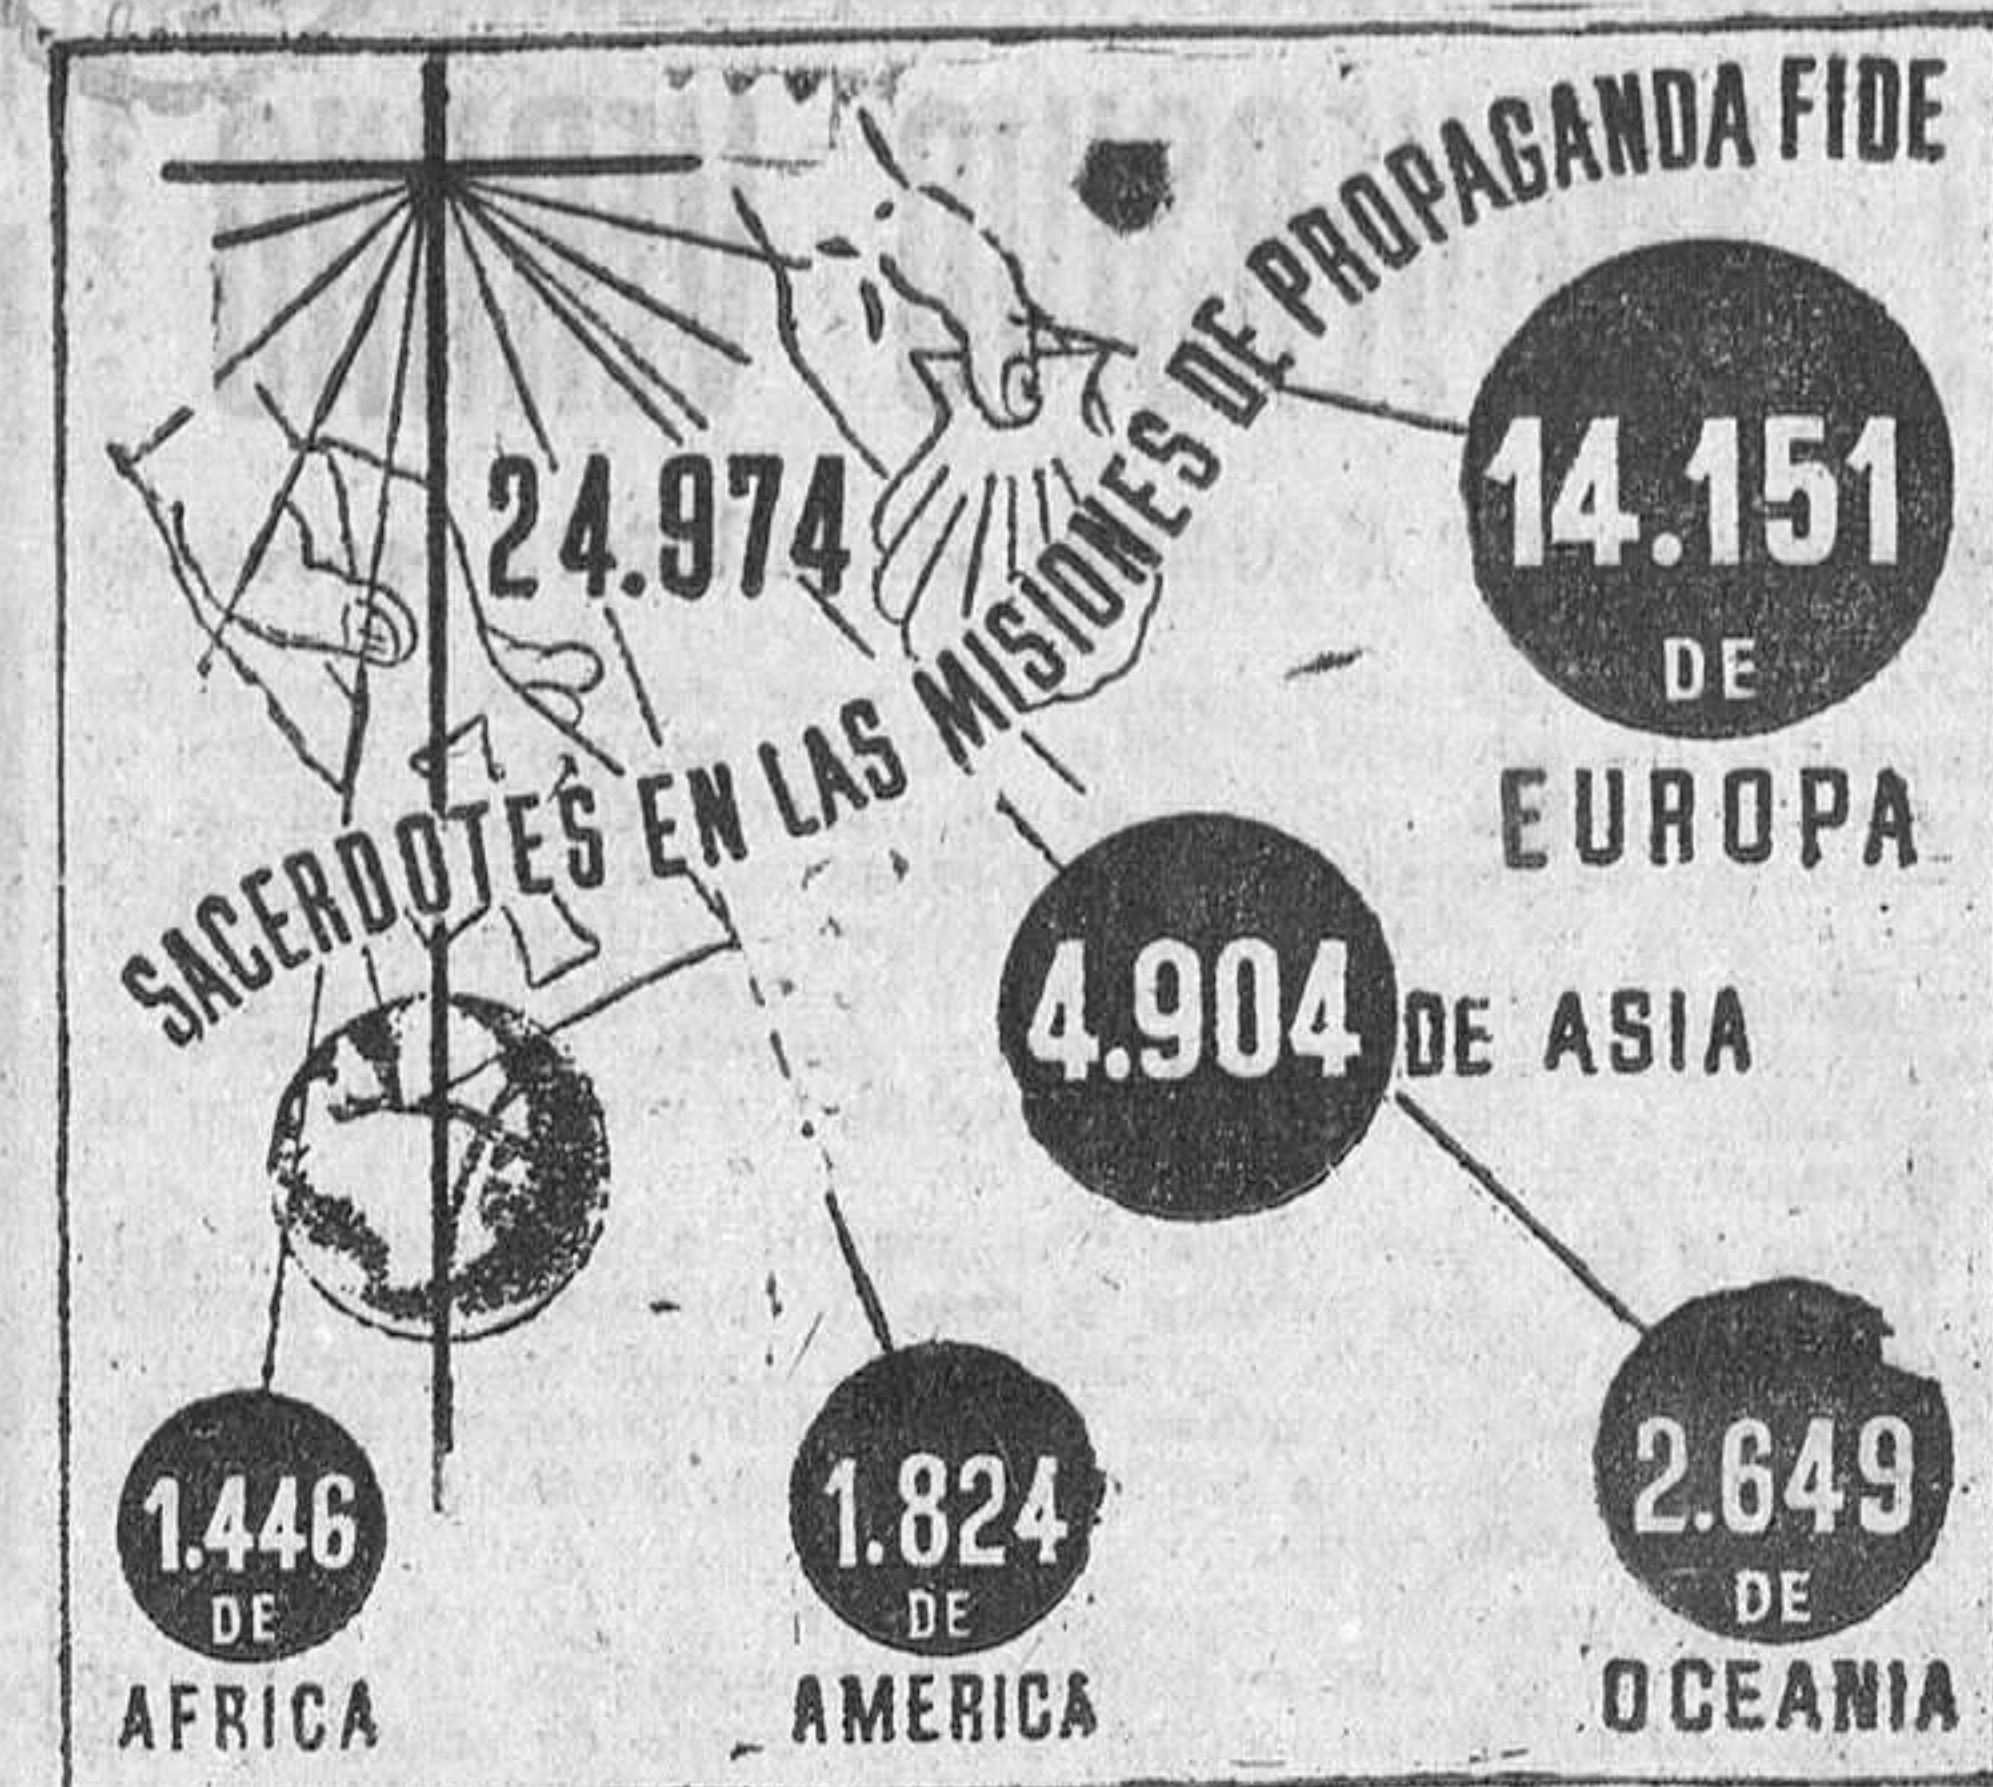 24.974
SACERDOTES EN LAS MISIONES DE PROPAGANDA FIDE
14.151
DE
EUROPA
4.904 DE ASIA
1.446
DE
AFRICA
1.824
DE
AMERICA
2.649
DE
OCEANIA